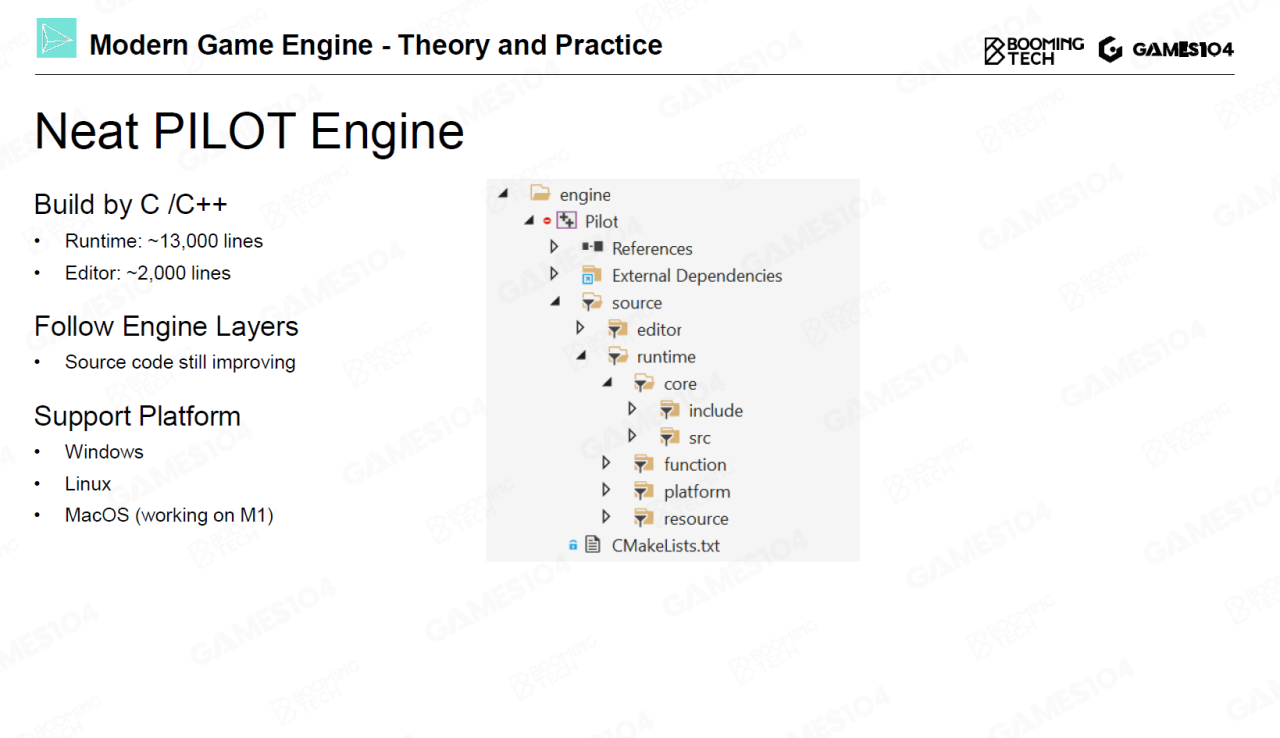 Modern Game Engine - Theory and Practice
BOOMING
TECH
GAMES104
Neat PILOT Engine
Build by C /C++
• Runtime: ~13,000 lines
• Editor: ~2,000 lines
Follow Engine Layers
• Source code still improving
Support Platform
• Windows
• Linux
• MacOS (working on M1)
engine
Pilot
References
External Dependencies
source
editor
runtime
core
include
src
function
platform
resource
CMakeLists.txt